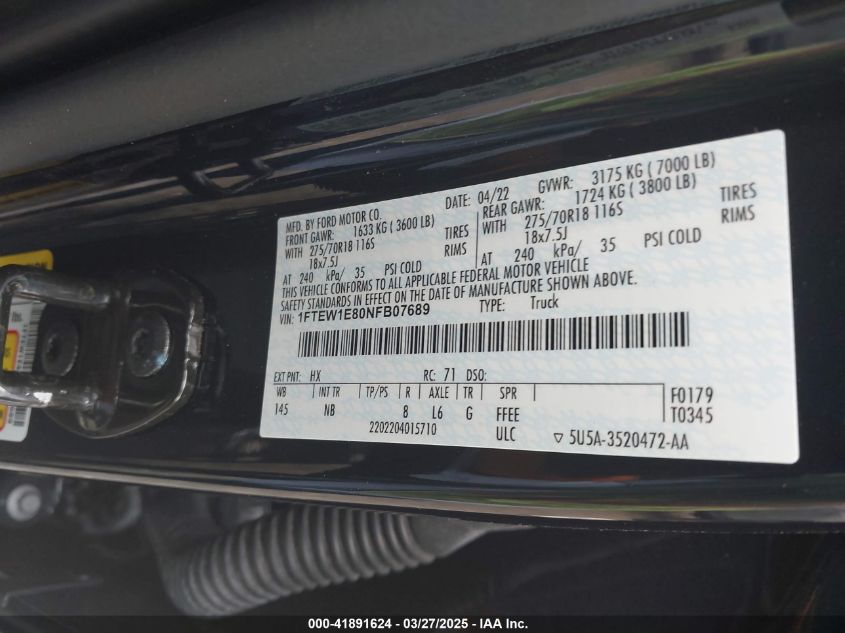 MFD. BY FORD MOTOR CO.
DATE: 04/22 GVWR: 3175 KG ( 7000 LB)
FRONT GAWR: 1633 KG ( 3600 LB)
REAR GAWR: 1724 KG ( 3800 LB)
WITH 275/70R18 116S TIRES
275/70R18 116S TIRES
18x7.5J RIMS
WITH 18x7.5J RIMS
AT 240 kPa/ 35 PSI COLD
AT 240 kPa/ 35 PSI COLD
THIS VEHICLE CONFORMS TO ALL APPLICABLE FEDERAL MOTOR VEHICLE
SAFETY STANDARDS IN EFFECT ON THE DATE OF MANUFACTURE SHOWN ABOVE.
VIN: 1FTEW1E80NFB07689 TYPE: Truck
EXT PNT: HX RC: 71 DSO:
WB INT TR TP/PS R AXLE TR SPR F0179
145 NB 8 L6 G FFEE T0345
2202204015710 ULC ▽ 5U5A-3520472-AA
000-41891624 - 03/27/2025 - IAA Inc.